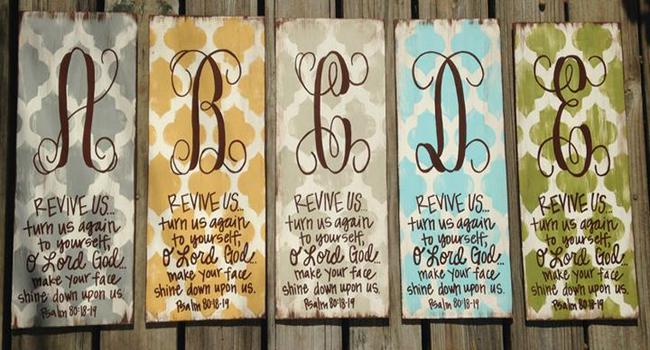 A
REVIVE US...
turn us again
to yourself,
O Lord God...
make your face
shine down upon us.
Psalm 80:18-19
B
REVIVE US...
turn us again
to yourself,
O Lord God...
make your face
shine down upon us.
Psalm 80:18-19
C
REVIVE US...
turn us again
to yourself,
O Lord God...
make your face
shine down upon us.
Psalm 80:18-19
D
REVIVE US...
turn us again
to yourself,
O Lord God...
make your face
shine down upon us.
Psalm 80:18-19
E
REVIVE US...
turn us again
to yourself,
O Lord God...
make your face
shine down upon us.
Psalm 80:18-19